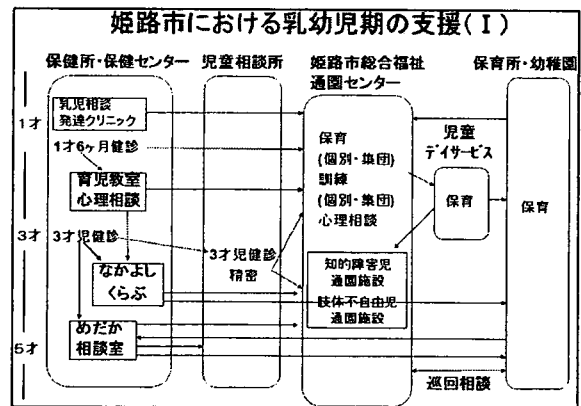 姫路市における乳幼児期の支援(Ⅰ)
保健所・保健センター
児童相談所
姫路市総合福祉
通園センター
保育所・幼稚園
1才
3才
5才
乳児相談
発達クリニック
1才6ヶ月健診
育児教室
心理相談
3才児健診
なかよし
くらぶ
めだか
相談室
3才児健診
精密
保育
(個別・集団)
訓練
(個別・集団)
心理相談
知的障害児
通園施設
肢体不自由児
通園施設
児童
デイサービス
保育
保育
巡回相談